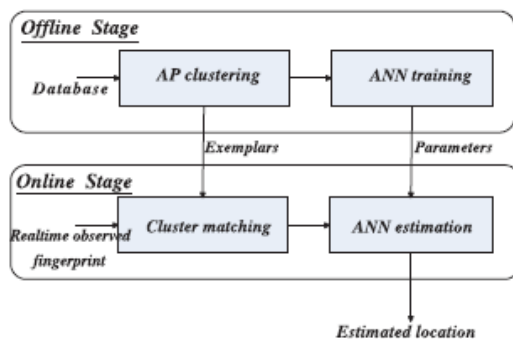 Offline Stage
AP clustering
ANN training
Database
Exemplars
Parameters
Online Stage
Cluster matching
ANN estimation
Realtime observed
fingerprint
Estimated location